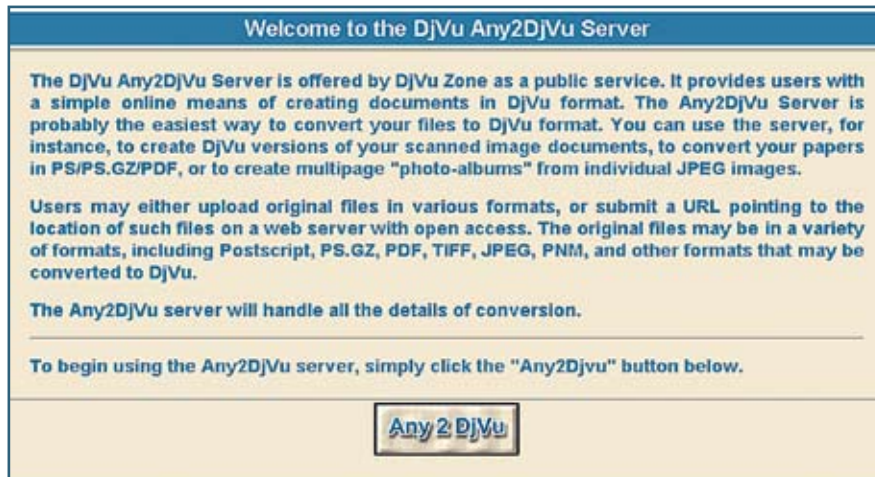 Welcome to the DjVu Any2DjVu Server
The DjVu Any2DjVu Server is offered by DjVu Zone as a public service. It provides users with
a simple online means of creating documents in DjVu format. The Any2DjVu Server is
probably the easiest way to convert your files to DjVu format. You can use the server, for
instance, to create DjVu versions of your scanned image documents, to convert your papers
in PS/PS.GZ/PDF, or to create multipage "photo-albums" from individual JPEG images.
Users may either upload original files in various formats, or submit a URL pointing to the
location of such files on a web server with open access. The original files may be in a variety
of formats, including Postscript, PS.GZ, PDF, TIFF, JPEG, PNM, and other formats that may be
converted to DjVu.
The Any2DjVu server will handle all the details of conversion.
To begin using the Any2DjVu server, simply click the "Any2Djvu" button below.
Any 2 DjVu